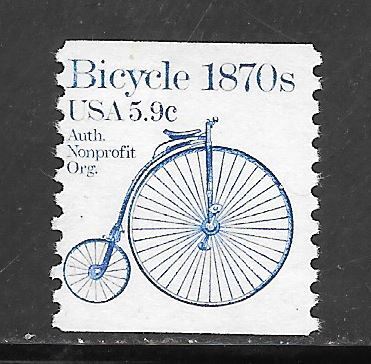 Bicycle 1870s
USA 5.9c
Auth.
Nonprofit
Org.